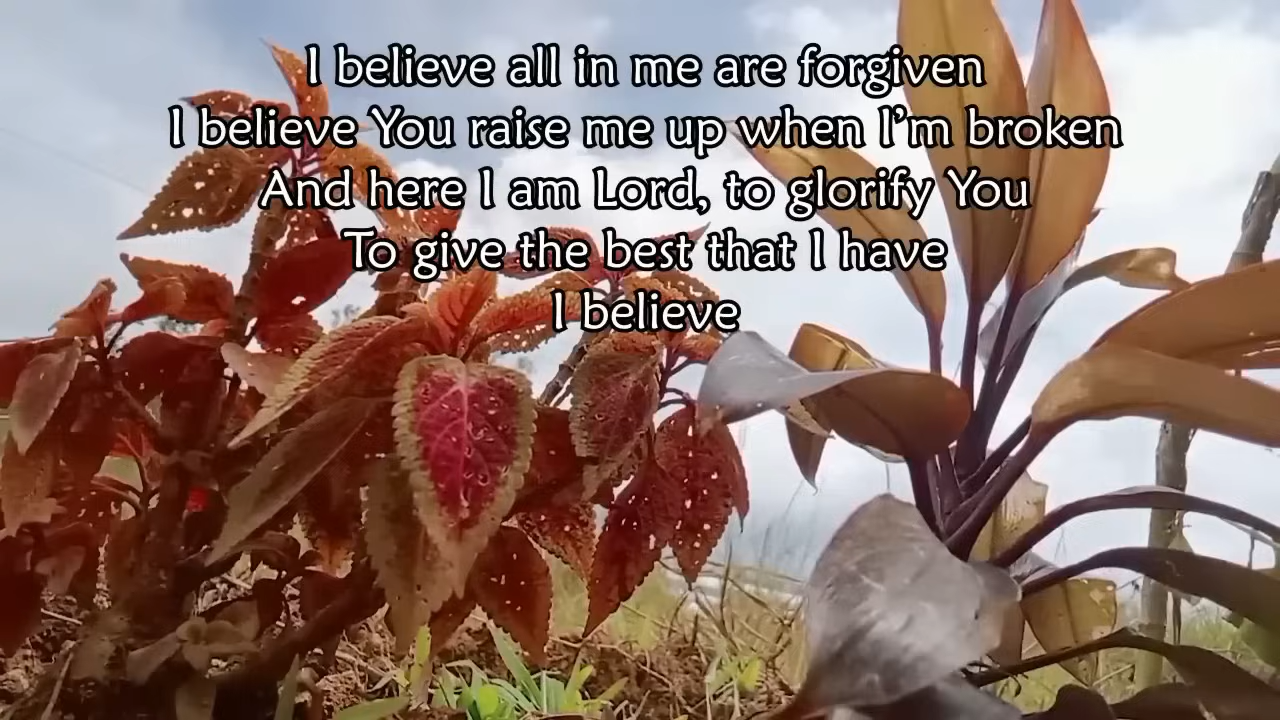 I believe all in me are forgiven
I believe You raise me up when I'm broken
And here I am Lord, to glorify You
To give the best that I have
I believe